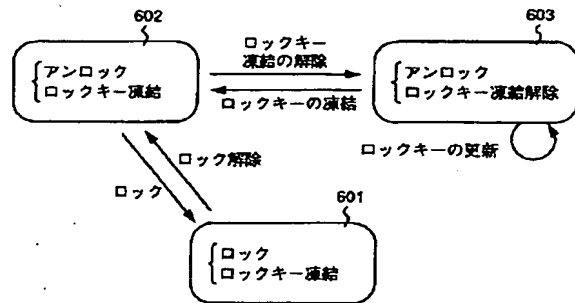 602
アンロック
ロックキー凍結
ロックキー
凍結の解除
ロックキーの凍結
603
アンロック
ロックキー凍結解除
ロックキーの更新
ロック解除
ロック
601
ロック
ロックキー凍結